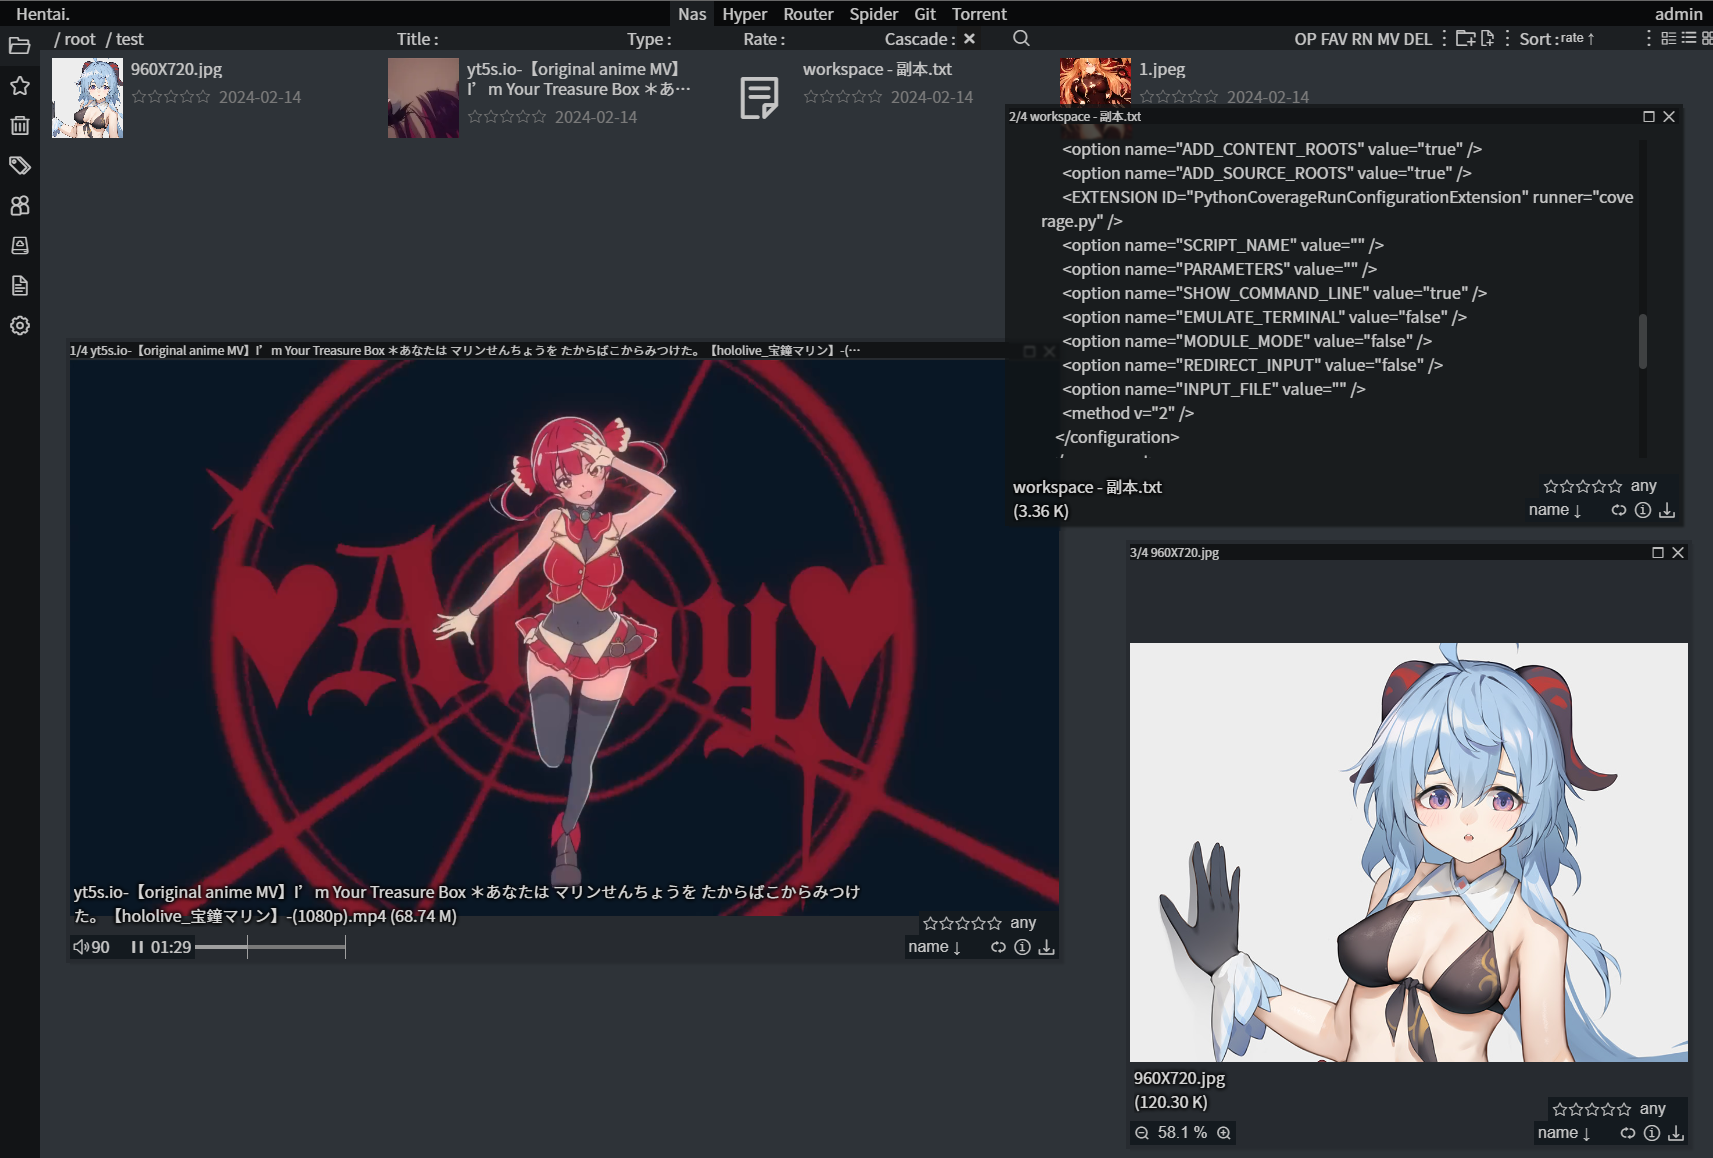 Hentai.
Nas Hyper Router Spider Git Torrent
admin
/ root / test
Title :
Type :
Rate :
Cascade : ×
OP FAV RN MV DEL
Sort : rate ↑
960X720.jpg
2024-02-14
yt5s.io-【original anime MV】
I’m Your Treasure Box ＊あ…
2024-02-14
workspace - 副本.txt
2024-02-14
1.jpeg
2024-02-14
2/4 workspace - 副本.txt
<option name="ADD_CONTENT_ROOTS" value="true" />
<option name="ADD_SOURCE_ROOTS" value="true" />
<EXTENSION ID="PythonCoverageRunConfigurationExtension" runner="cove
rage.py" />
<option name="SCRIPT_NAME" value="" />
<option name="PARAMETERS" value="" />
<option name="SHOW_COMMAND_LINE" value="true" />
<option name="EMULATE_TERMINAL" value="false" />
<option name="MODULE_MODE" value="false" />
<option name="REDIRECT_INPUT" value="false" />
<option name="INPUT_FILE" value="" />
<method v="2" />
</configuration>
workspace - 副本.txt
(3.36 K)
any
name ↓
1/4 yt5s.io-【original anime MV】I’m Your Treasure Box ＊あなたは マリンせんちょうを たからばこからみつけた。【hololive_宝鐘マリン】-(…
Ahoy
yt5s.io-【original anime MV】I’m Your Treasure Box ＊あなたは マリンせんちょうを たからばこからみつけ
た。【hololive_宝鐘マリン】-(1080p).mp4 (68.74 M)
any
90 01:29
name ↓
3/4 960X720.jpg
960X720.jpg
(120.30 K)
any
58.1 %
name ↓